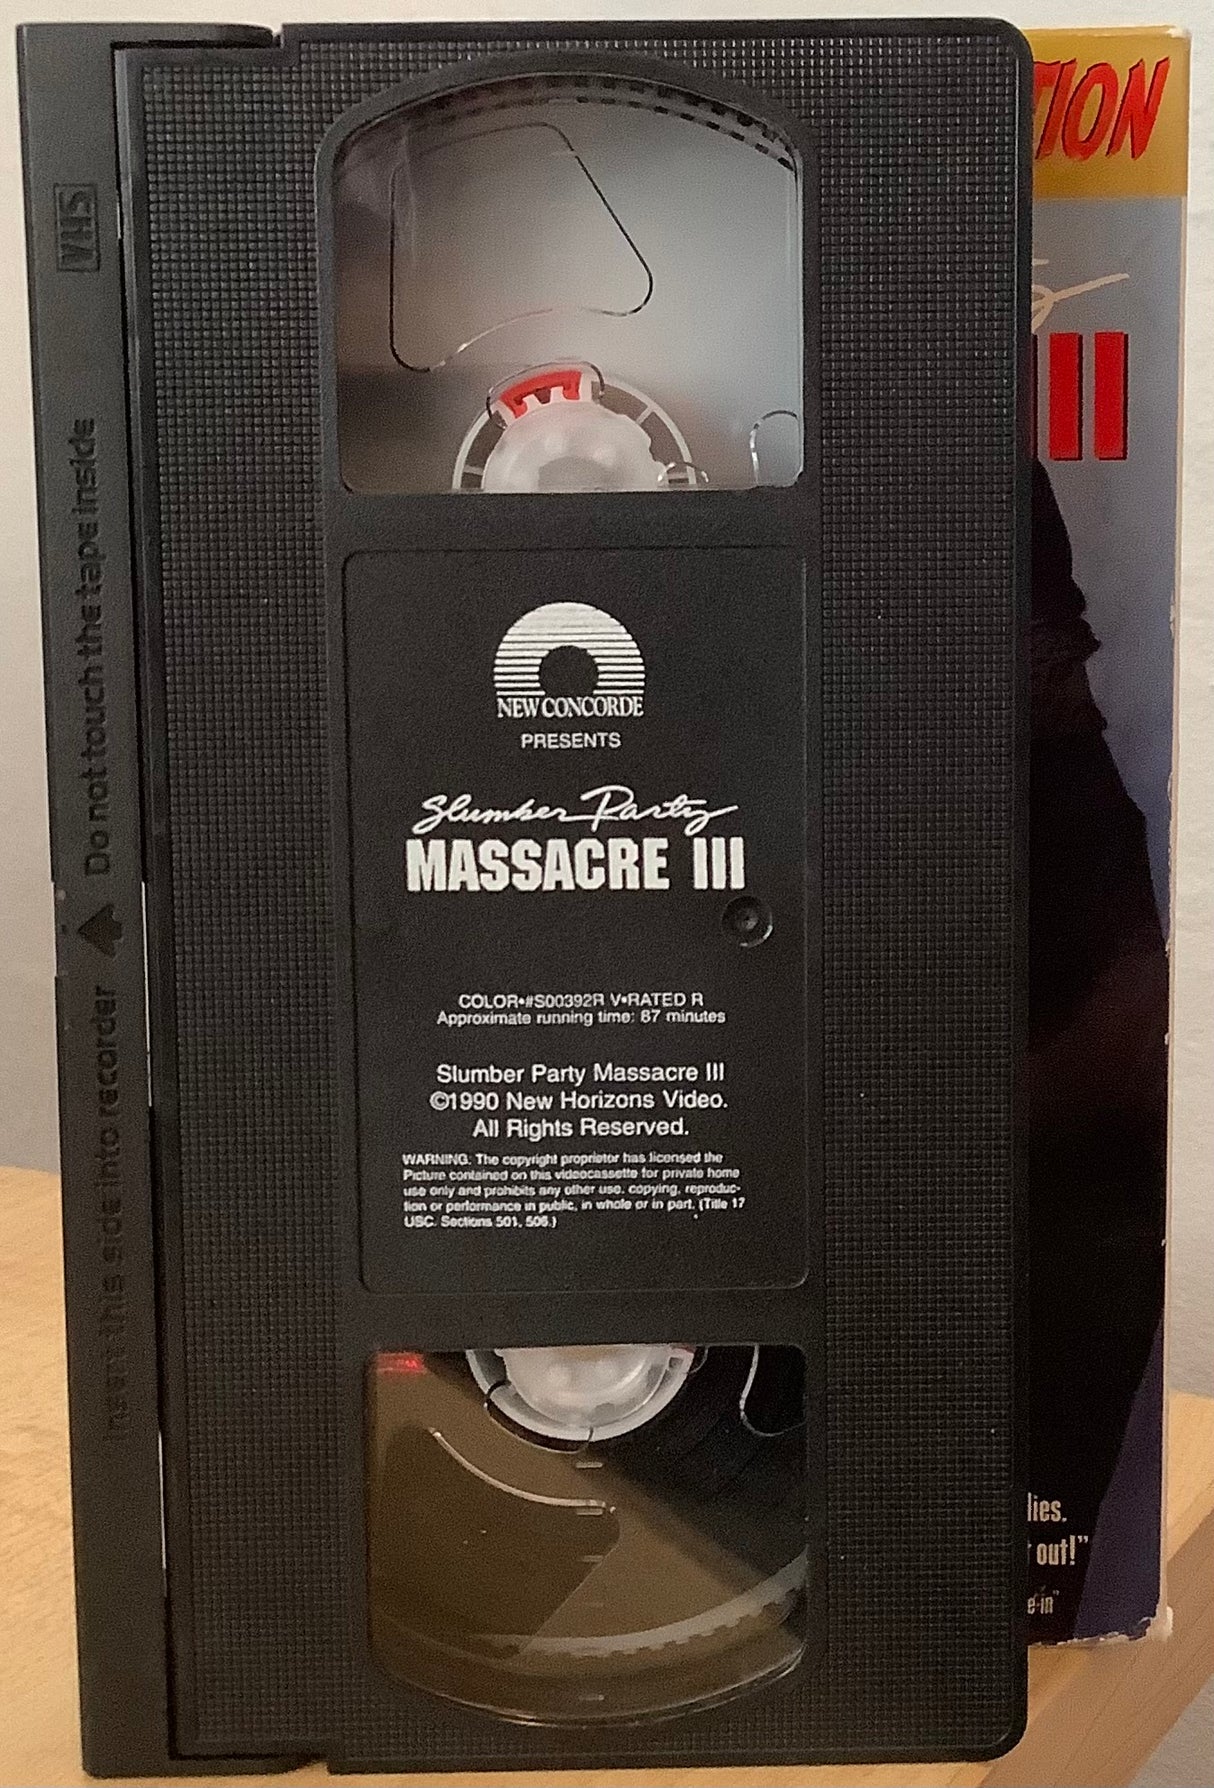 VHS
Do not touch the tape inside
Insert this side into recorder
NEW CONCORDE
PRESENTS
Slumber Party
MASSACRE III
COLOR•#S00392R V•RATED R
Approximate running time: 87 minutes
Slumber Party Massacre III
©1990 New Horizons Video.
All Rights Reserved.
WARNING. The copyright proprietor has licensed the
Picture contained on this videocassette for private home
use only and prohibits any other use, copying, reproduc-
tion or performance in public, in whole or in part. (Title 17
USC. Sections 501, 506.)
TION
II
lies.
out!"
e-in"